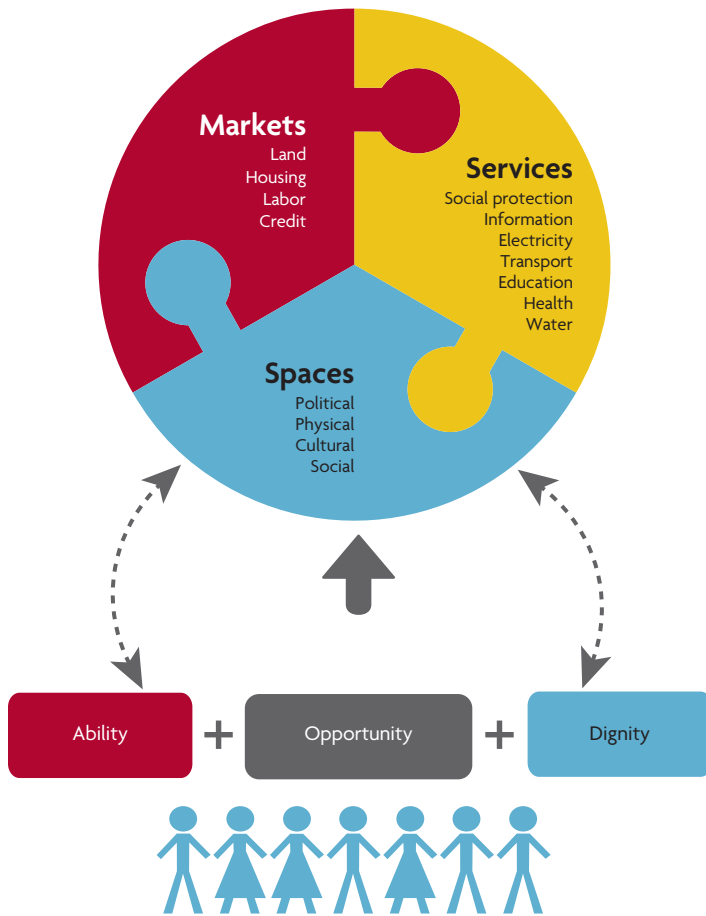 Markets
Land
Housing
Labor
Credit
Services
Social protection
Information
Electricity
Transport
Education
Health
Water
Spaces
Political
Physical
Cultural
Social
Ability + Opportunity + Dignity